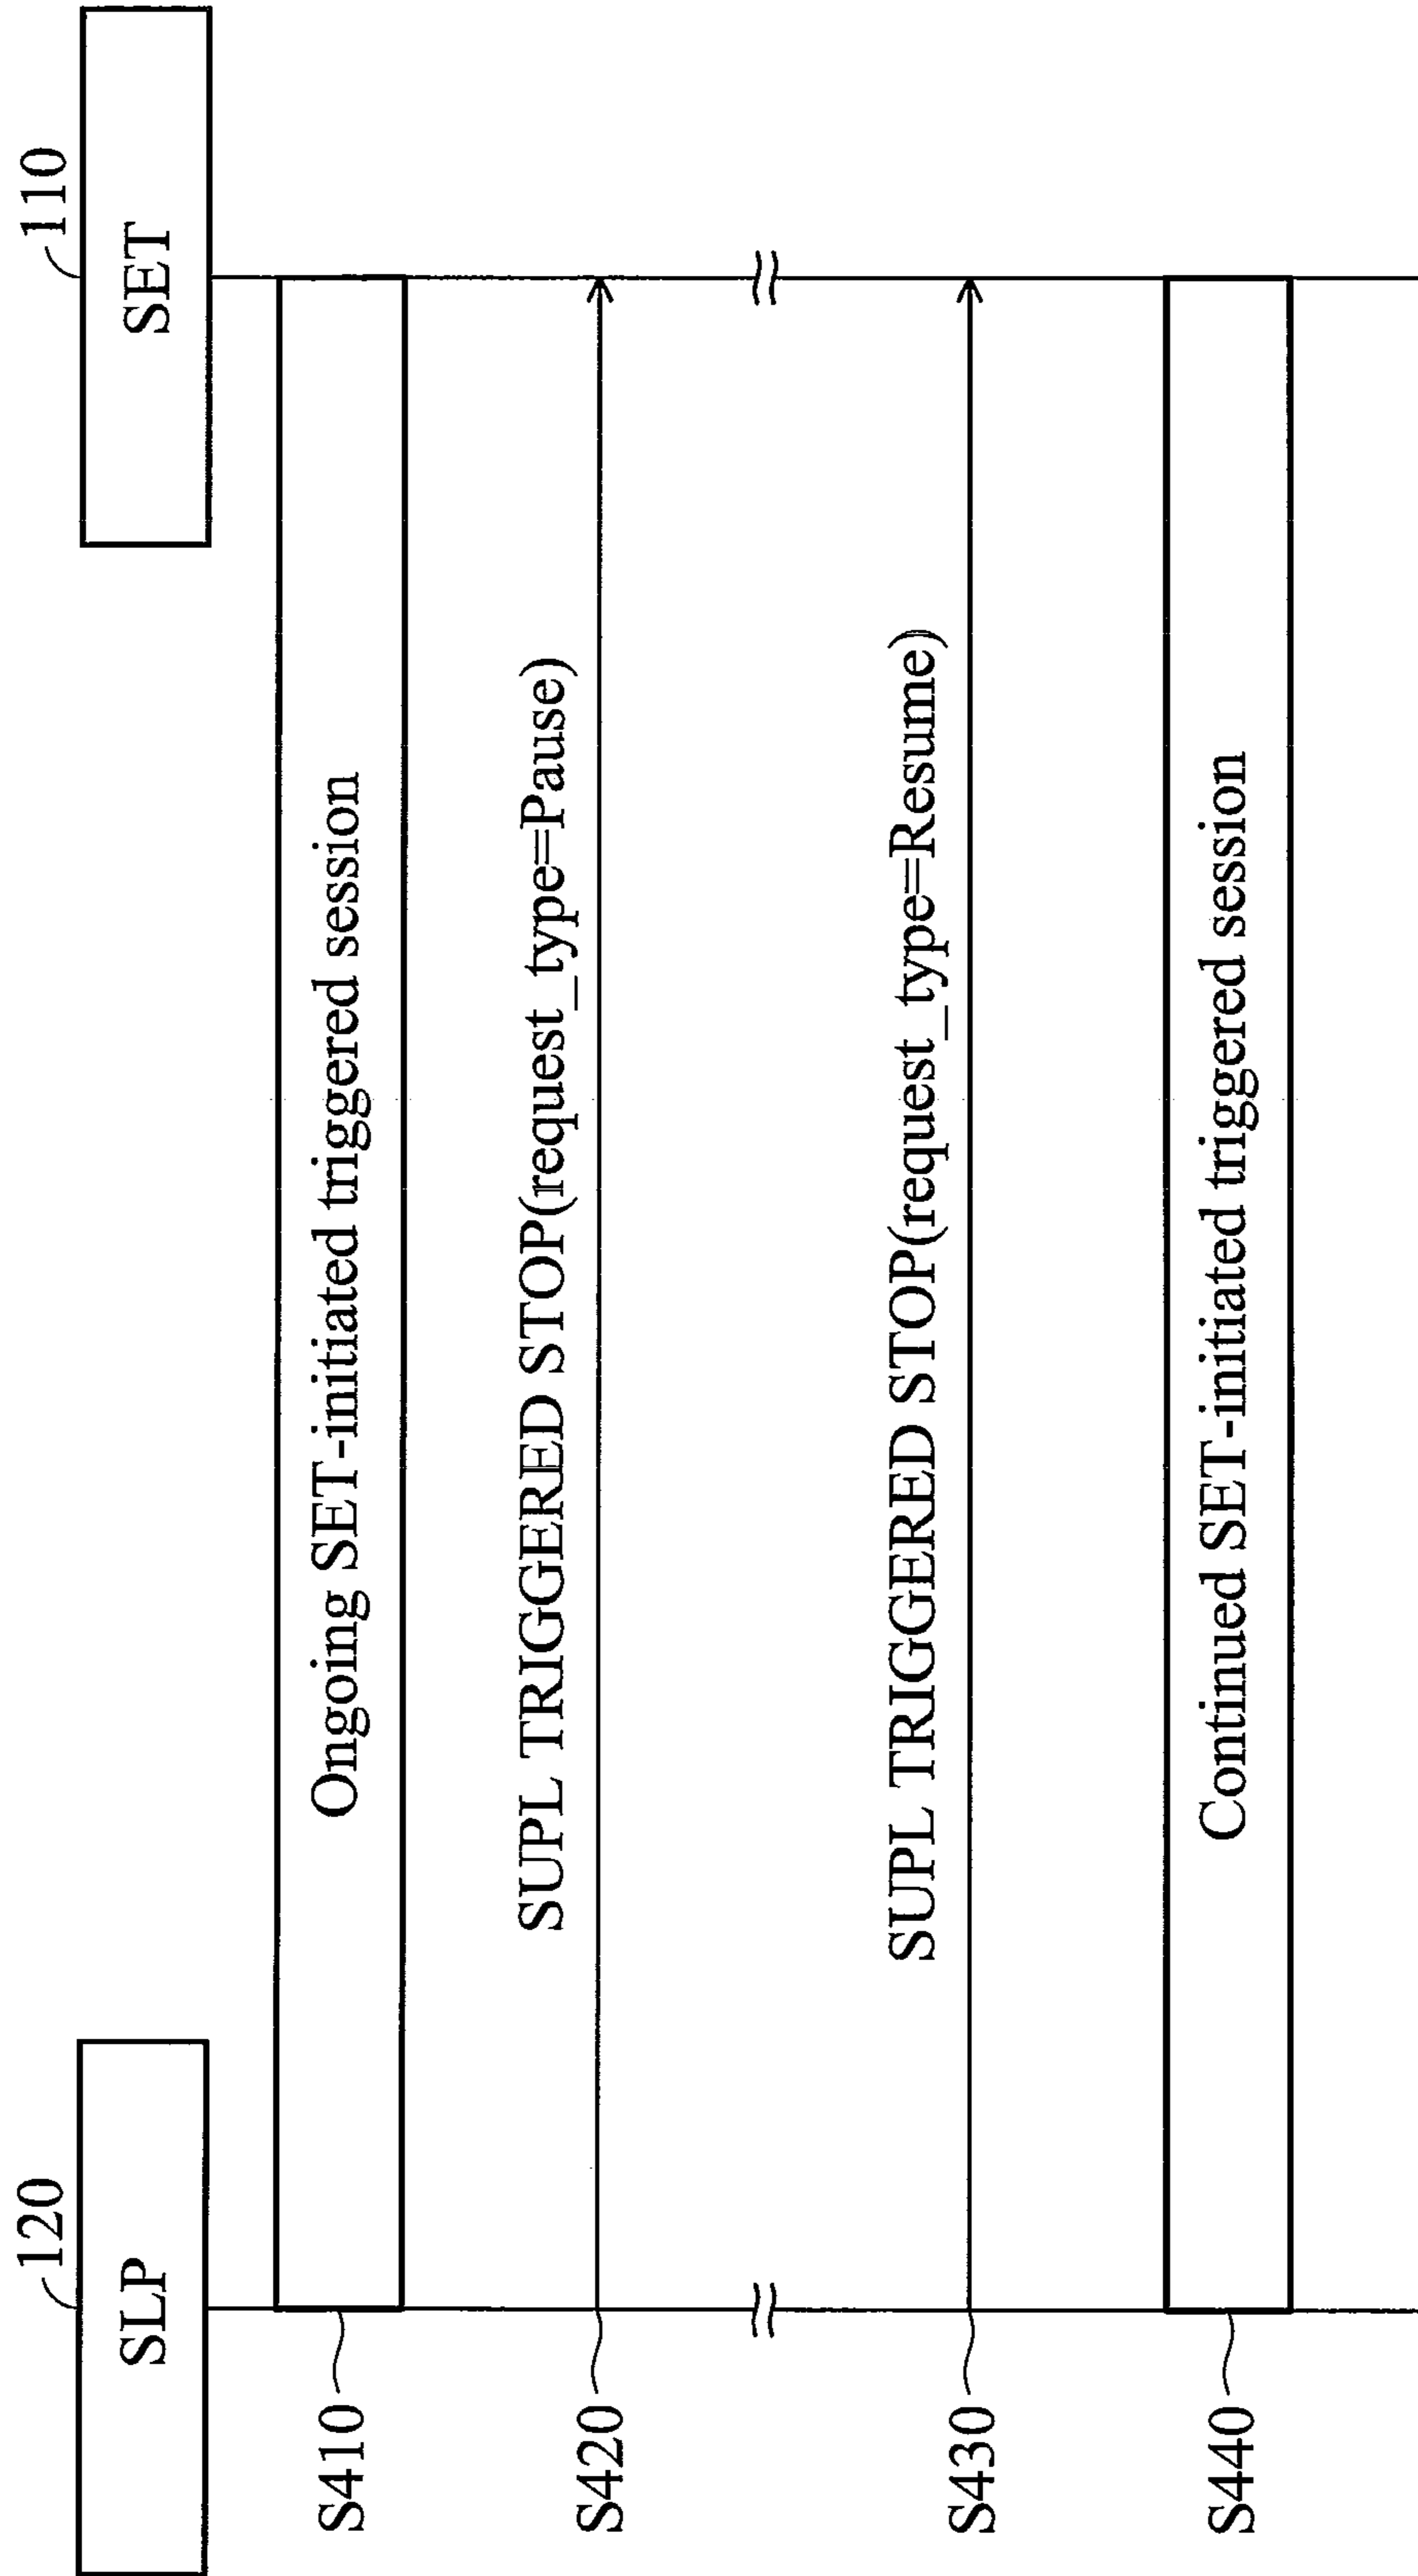 120
110
SLP
SET
S410
Ongoing SET-initiated triggered session
S420
SUPL TRIGGERED STOP(request_type=Pause)
S430
SUPL TRIGGERED STOP(request_type=Resume)
S440
Continued SET-initiated triggered session